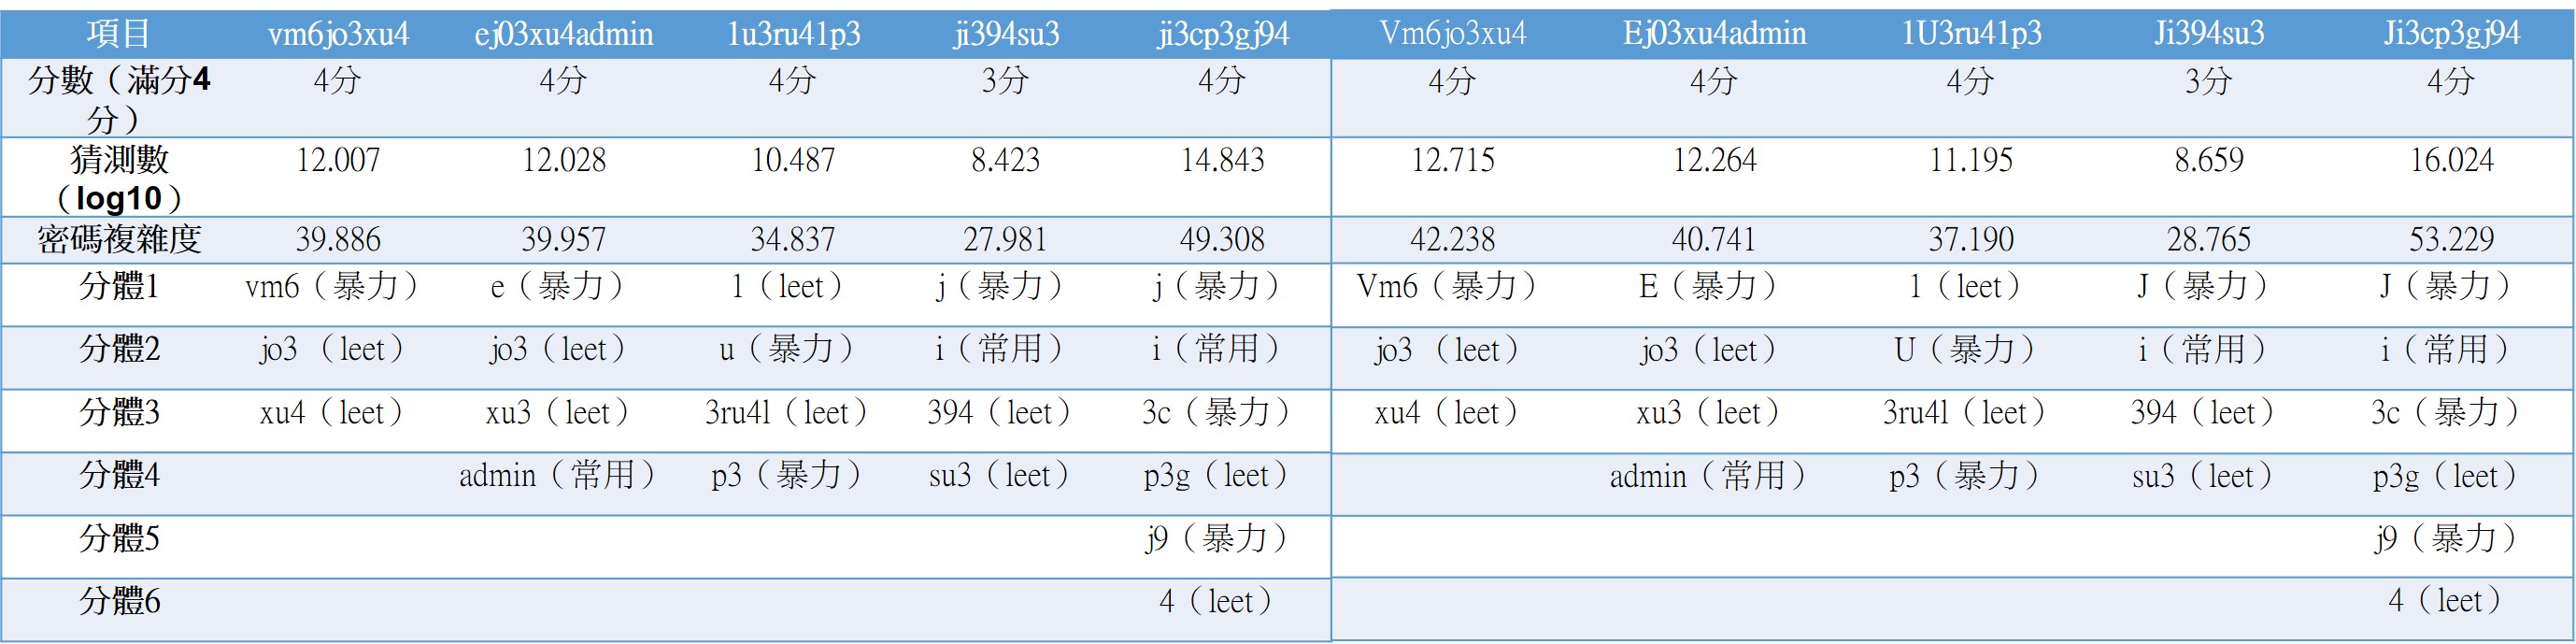 項目 vm6jo3xu4 ej03xu4admin 1u3ru41p3 ji394su3 ji3cp3gj94 Vm6jo3xu4 Ej03xu4admin 1U3ru41p3 Ji394su3 Ji3cp3gj94
分數（滿分4
分） 4分 4分 4分 3分 4分 4分 4分 4分 3分 4分
猜測數
（log10） 12.007 12.028 10.487 8.423 14.843 12.715 12.264 11.195 8.659 16.024
密碼複雜度 39.886 39.957 34.837 27.981 49.308 42.238 40.741 37.190 28.765 53.229
分體1 vm6（暴力） e（暴力） 1（leet） j（暴力） j（暴力） Vm6（暴力） E（暴力） 1（leet） J（暴力） J（暴力）
分體2 jo3 （leet） jo3（leet） u（暴力） i（常用） i（常用） jo3 （leet） jo3（leet） U（暴力） i（常用） i（常用）
分體3 xu4（leet） xu3（leet） 3ru4l（leet） 394（leet） 3c（暴力） xu4（leet） xu3（leet） 3ru4l（leet） 394（leet） 3c（暴力）
分體4 admin（常用） p3（暴力） su3（leet） p3g（leet） admin（常用） p3（暴力） su3（leet） p3g（leet）
分體5 j9（暴力） j9（暴力）
分體6 4（leet） 4（leet）